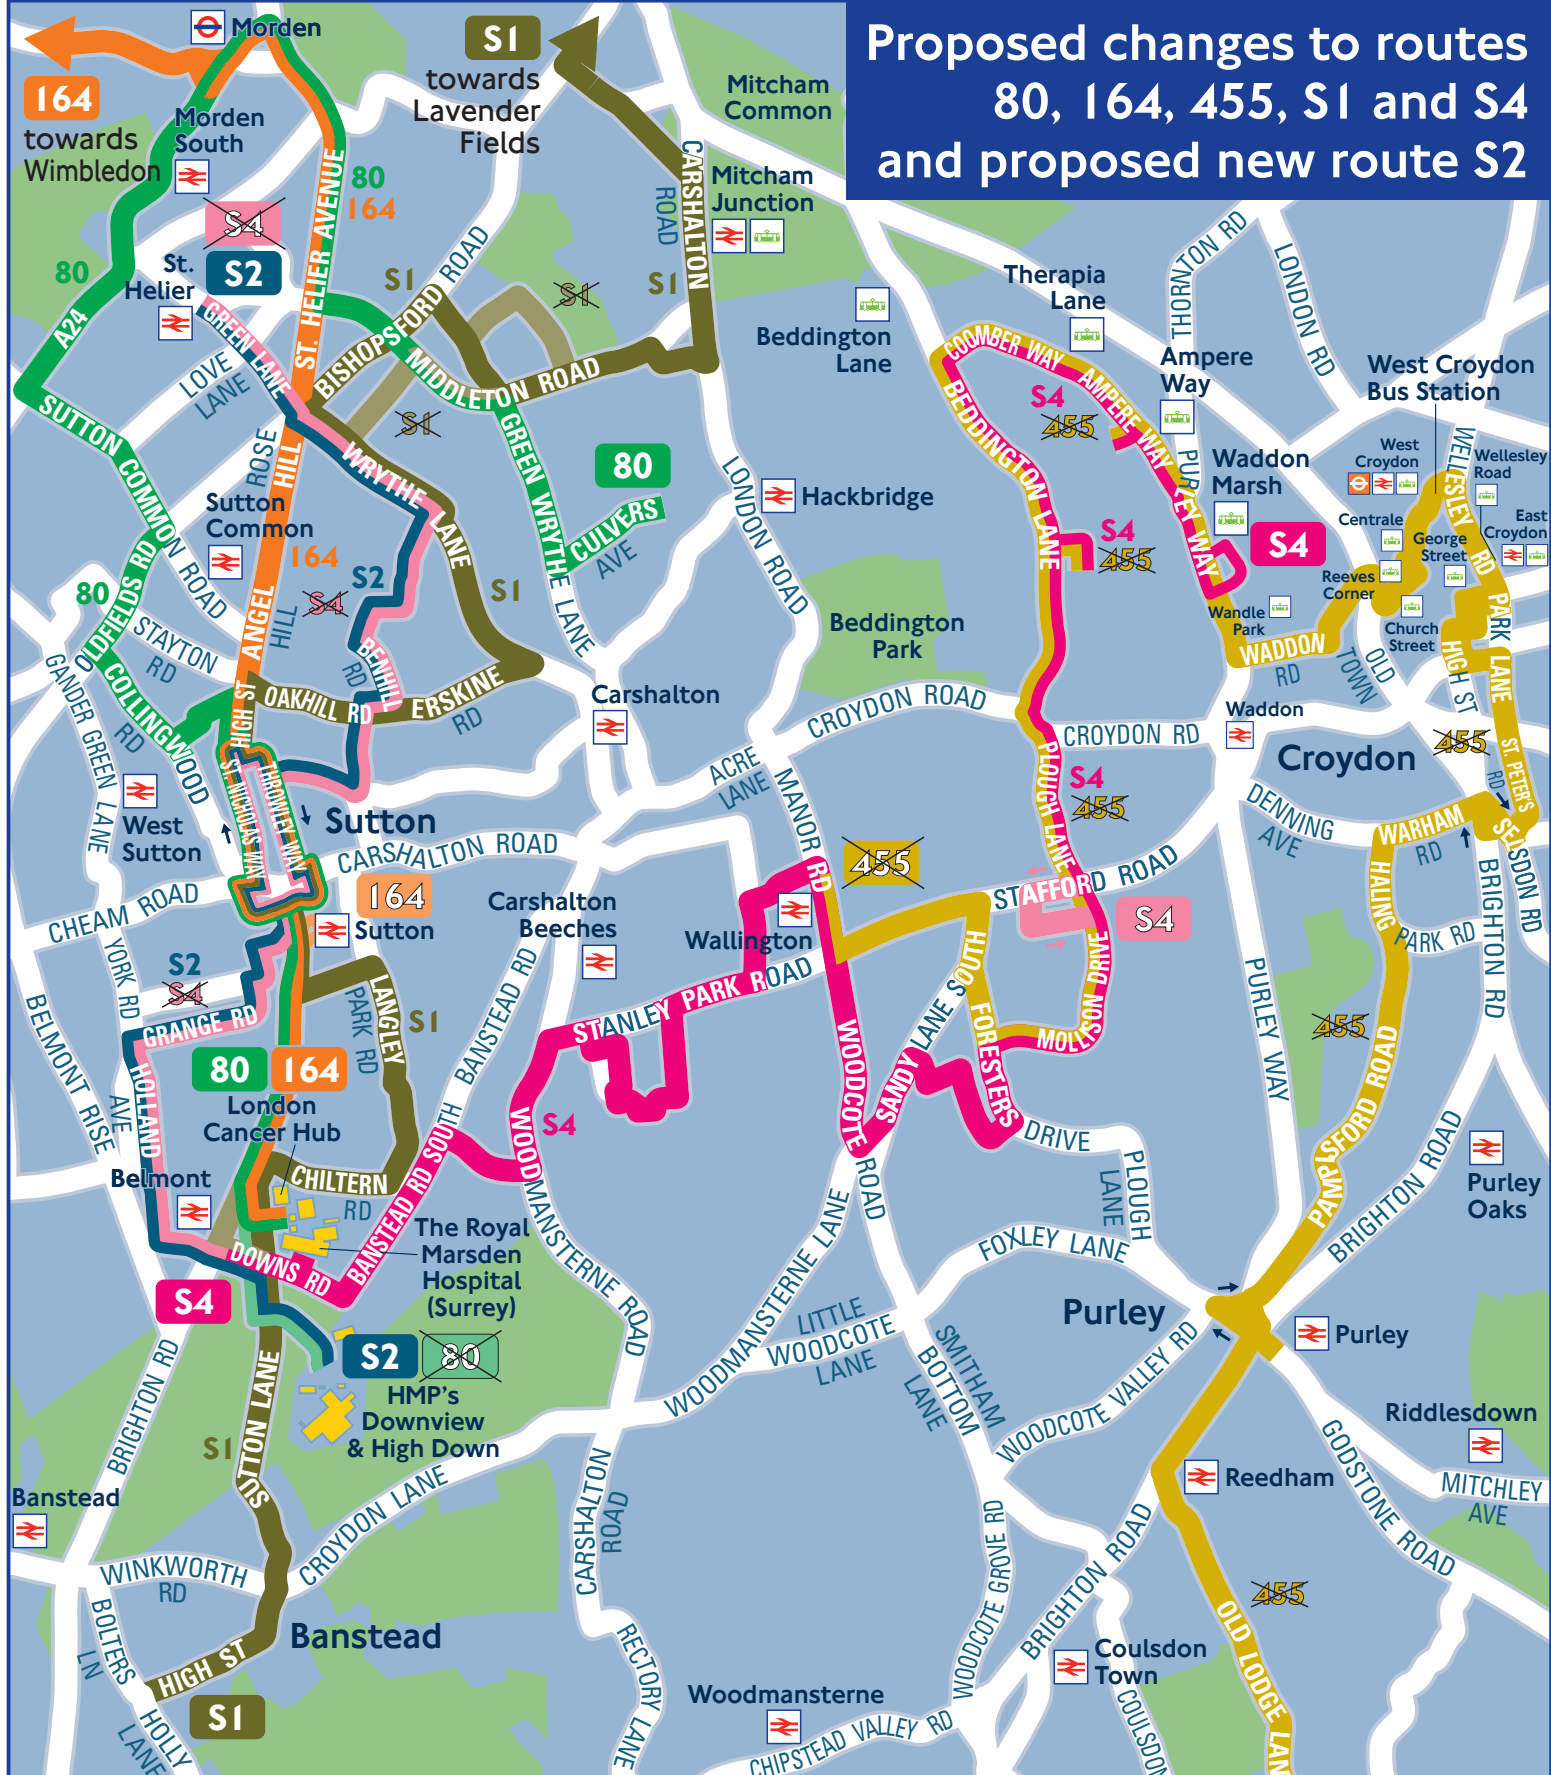 Proposed changes to routes
80, 164, 455, S1 and S4
and proposed new route S2
Morden
164
towards
Wimbledon
Morden
South
S1
towards
Lavender
Fields
Mitcham
Common
CARSHALTON
ROAD
Mitcham
Junction
80
164
ST. HELIER AVENUE
S4
S2
St.
Helier
80
A24
S1
BISHOPSFORD ROAD
S1
S1
GREEN LANE
LOVE
LANE
MIDDLETON ROAD
S1
SUTTON COMMON ROAD
ROSE
HILL
WRYTHE LANE
GREEN WRYTHE LANE
80
CULVERS
AVE
LONDON ROAD
Hackbridge
Beddington
Lane
Therapia
Lane
THORNTON RD
LONDON RD
COOMBER WAY
AMPERE WAY
Ampere
Way
S4
455
BEDDINGTON LANE
PURLEY WAY
Waddon
Marsh
S4
S4
455
West Croydon
Bus Station
West
Croydon
WELLESLEY RD
Wellesley
Road
Centrale
George
Street
East
Croydon
Reeves
Corner
Church
Street
Wandle
Park
WADDON
RD
OLD
TOWN
HIGH ST
PARK LANE
ST. PETER'S
RD
455
Sutton
Common
164
S2
S4
S1
80
OLDFIELDS RD
STAYTON
RD
ANGEL
HILL
BENHILL
RD
GANDER GREEN LANE
COLLINGWOOD
RD
HIGH ST
OAKHILL RD
ERSKINE
RD
Carshalton
Beddington
Park
CROYDON ROAD
CROYDON RD
Waddon
Croydon
West
Sutton
ST NICHOLAS WAY
THROWLEY WAY
Sutton
ACRE
LANE
MANOR RD
PLOUGH LANE
S4
455
DENNING
AVE
WARHAM
RD
SELSDON RD
CARSHALTON ROAD
CHEAM ROAD
164
Sutton
Carshalton
Beeches
455
Wallington
STAFFORD ROAD
S4
HALING
PARK RD
BRIGHTON RD
YORK RD
S2
S4
GRANGE RD
LANGLEY
PARK RD
S1
BANSTEAD RD
STANLEY PARK ROAD
WOODCOTE ROAD
SANDY LANE SOUTH
FORESTERS
DRIVE
MOLLISON DRIVE
PURLEY WAY
455
BELMONT RISE
80
164
London
Cancer Hub
HOLLAND
AVE
Belmont
CHILTERN
RD
BANSTEAD RD SOUTH
S4
WOODMANSTERNE ROAD
PLOUGH
LANE
PAMPISFORD ROAD
BRIGHTON ROAD
Purley
Oaks
The Royal
Marsden
Hospital
(Surrey)
DOWNS RD
S4
FOXLEY LANE
Purley
Purley
WOODMANSTERNE LANE
LITTLE
WOODCOTE
LANE
SMITHAM
BOTTOM
LANE
WOODCOTE VALLEY RD
S2
80
HMP's
Downview
& High Down
BRIGHTON RD
S1
SUTTON LANE
Riddlesdown
Reedham
GODSTONE ROAD
MITCHLEY
AVE
Banstead
CROYDON LANE
CARSHALTON
ROAD
WINKWORTH
RD
BOLTERS
LN
Banstead
HIGH ST
S1
HOLLY
LANE
RECTORY LANE
WOODCOTE GROVE RD
BRIGHTON ROAD
455
OLD LODGE LAN
Coulsdon
Town
COULSDON
Woodmansterne
CHIPSTEAD VALLEY RD